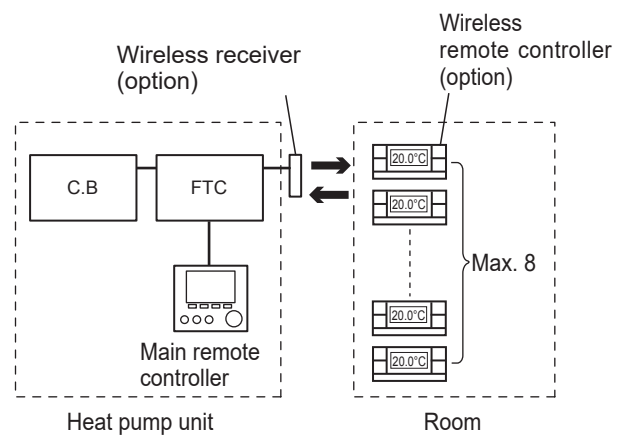 Wireless receiver
(option)
Wireless
remote controller
(option)
C.B
FTC
20.0°C
20.0°C
Max. 8
20.0°C
20.0°C
Main remote
controller
Heat pump unit
Room